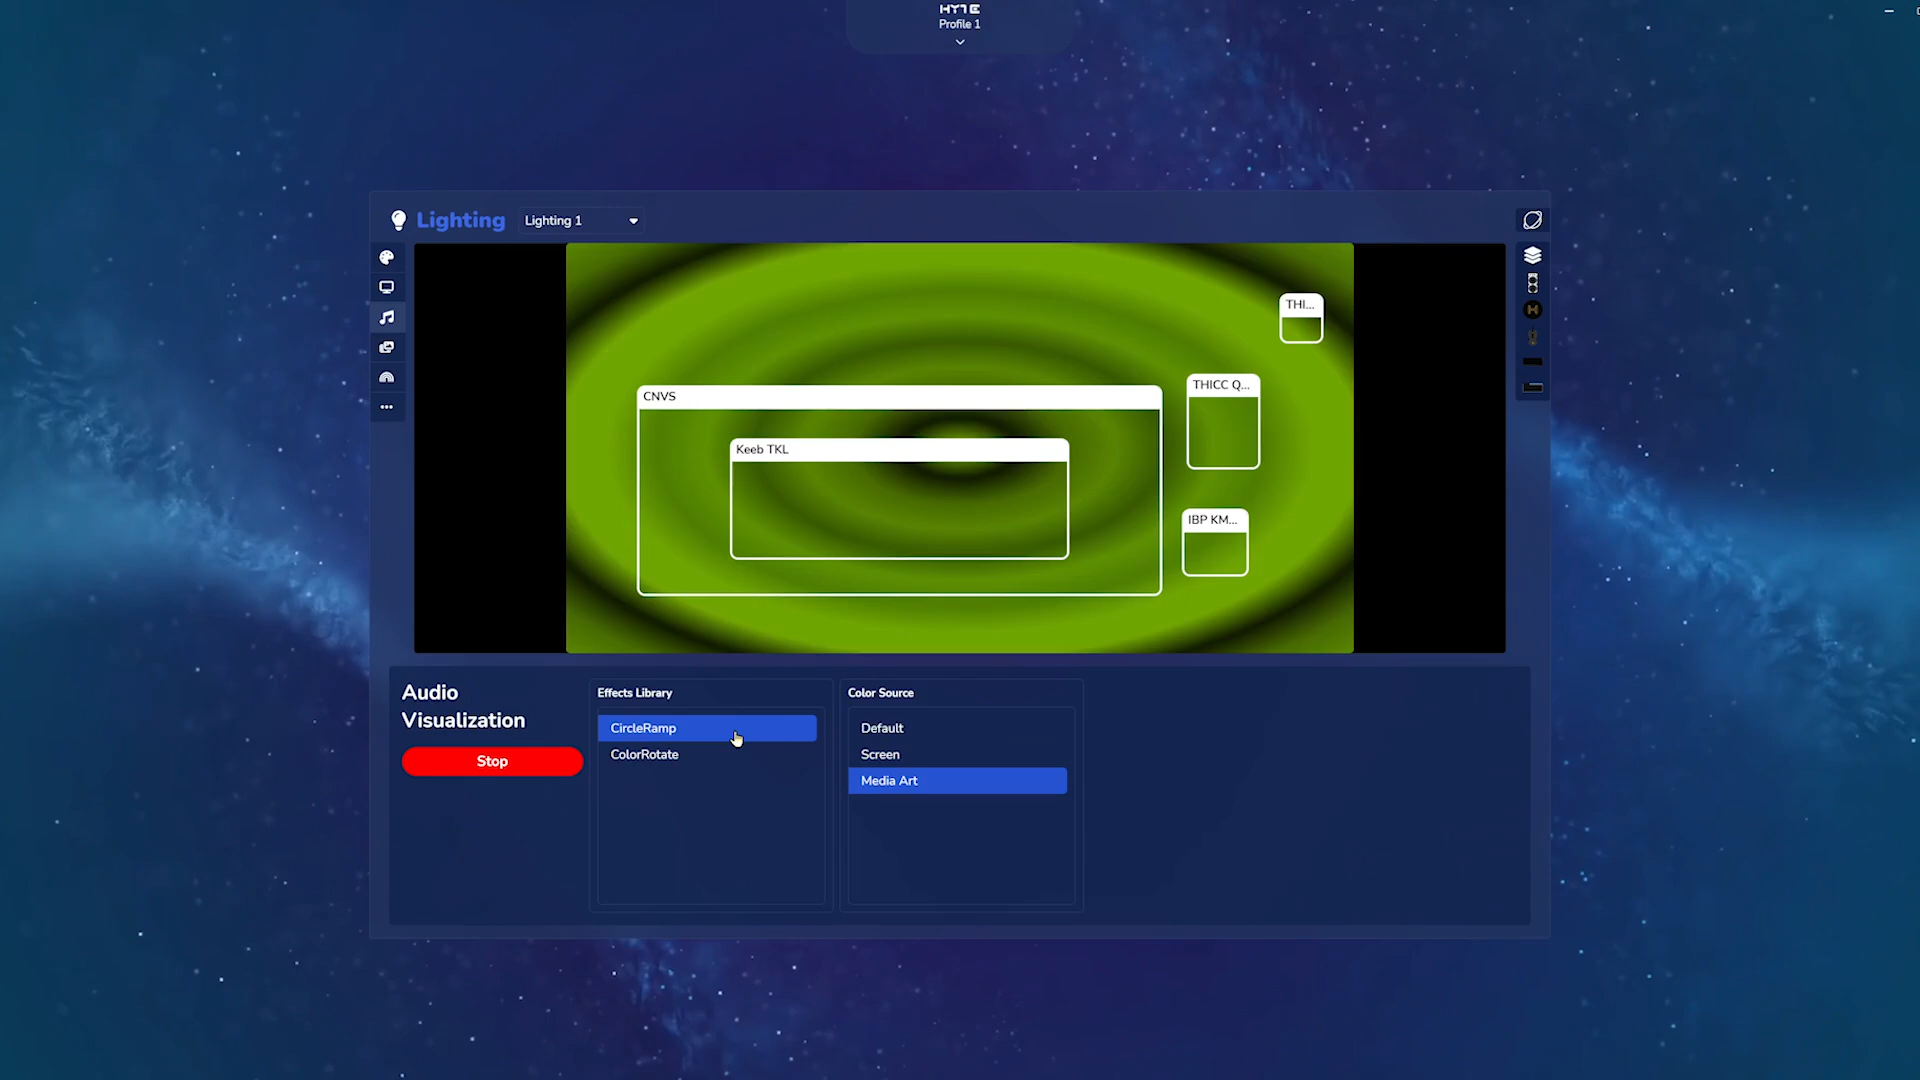 HYTE
Profile 1
Lighting
Lighting 1
THI...
THICC Q...
CNVS
Keeb TKL
IBP KM...
Audio
Visualization
Stop
Effects Library
CircleRamp
ColorRotate
Color Source
Default
Screen
Media Art